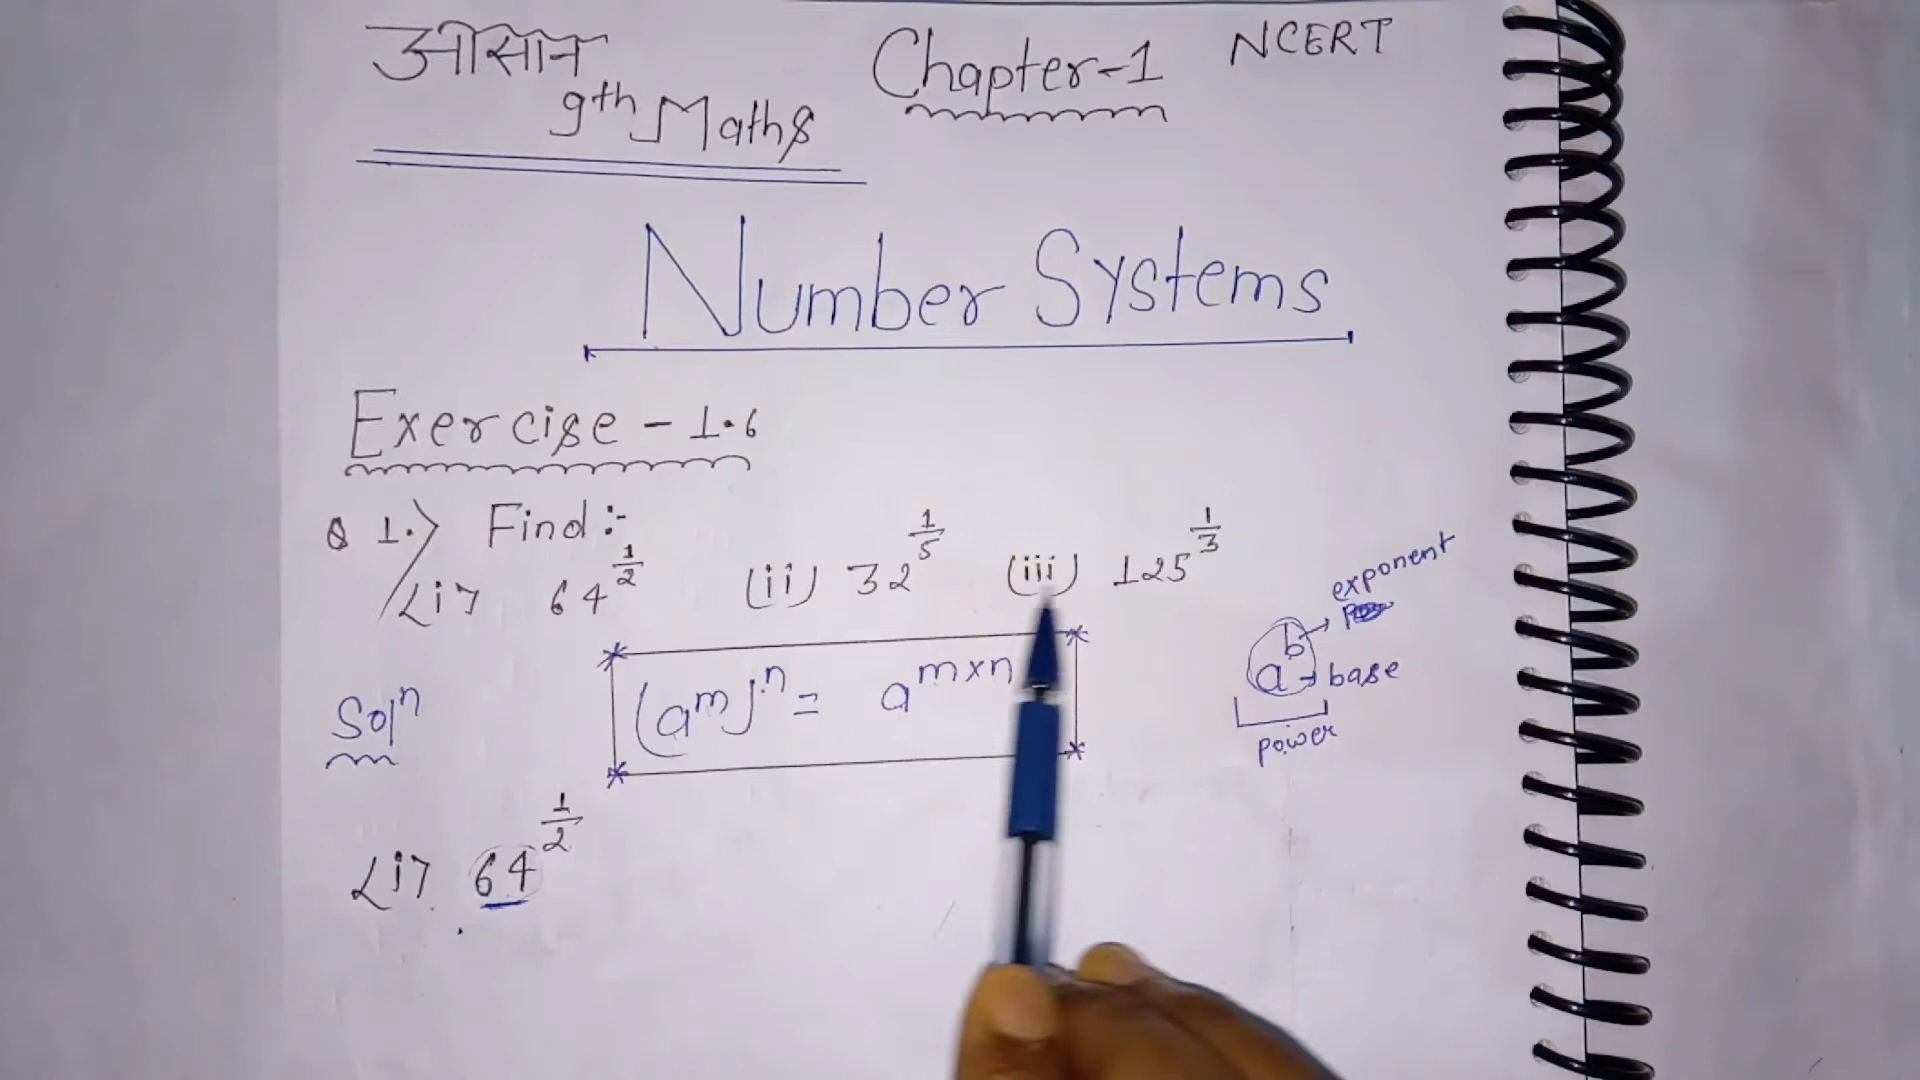 आसान
9th Maths
Chapter-1
NCERT
Number Systems
Exercise - 1.6
Q 1.> Find :-
(i) 64^1/2 (ii) 32^1/5 (iii) 125^1/3
Solⁿ
(a^m)^n = a^m×n
a^b
exponent
base
power
(i) 64^1/2